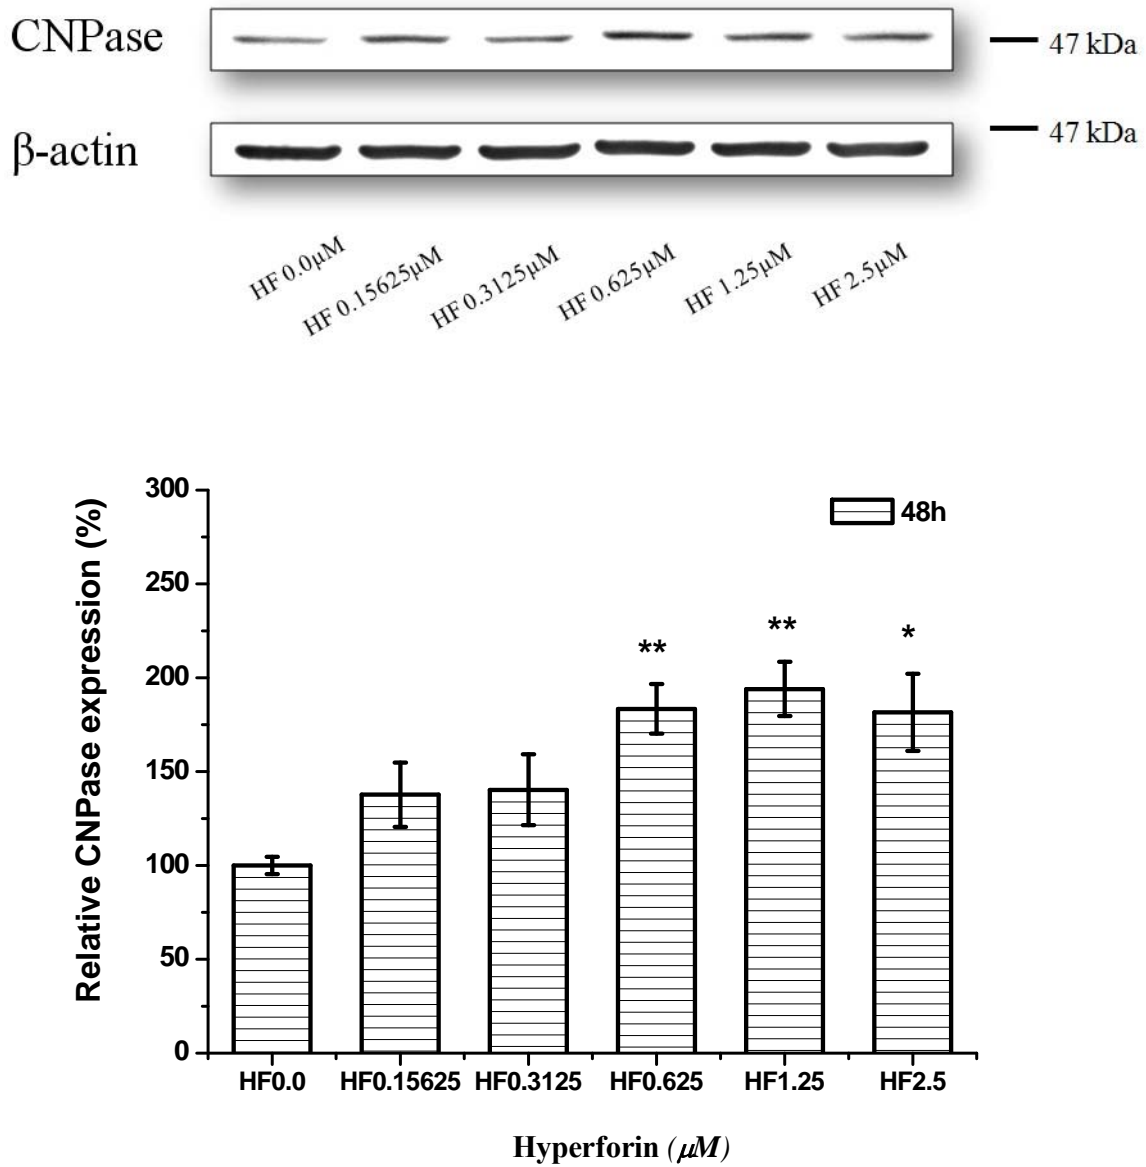 CNPase
47 kDa
β-actin
47 kDa
HF 0.0μM
HF 0.15625μM
HF 0.3125μM
HF 0.625μM
HF 1.25μM
HF 2.5μM
Relative CNPase expression (%)
300
250
200
150
100
50
0
48h
**
**
*
HF0.0
HF0.15625
HF0.3125
HF0.625
HF1.25
HF2.5
Hyperforin (μM)